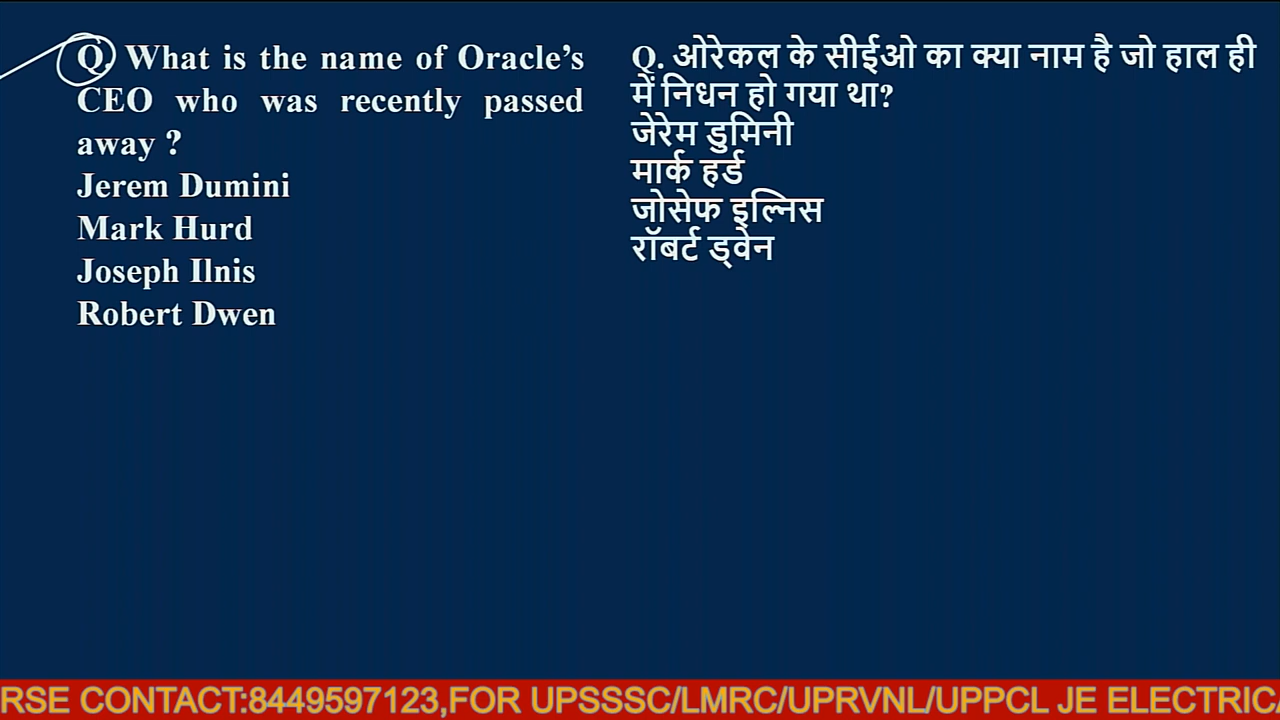 Q. What is the name of Oracle’s
CEO who was recently passed
away ?
Jerem Dumini
Mark Hurd
Joseph Ilnis
Robert Dwen
Q. ओरेकल के सीईओ का क्या नाम है जो हाल ही
में निधन हो गया था?
जेरेम डुमिनी
मार्क हर्ड
जोसेफ इल्निस
रॉबर्ट ड्वेन
RSE CONTACT:8449597123,FOR UPSSSC/LMRC/UPRVNL/UPPCL JE ELECTRICA